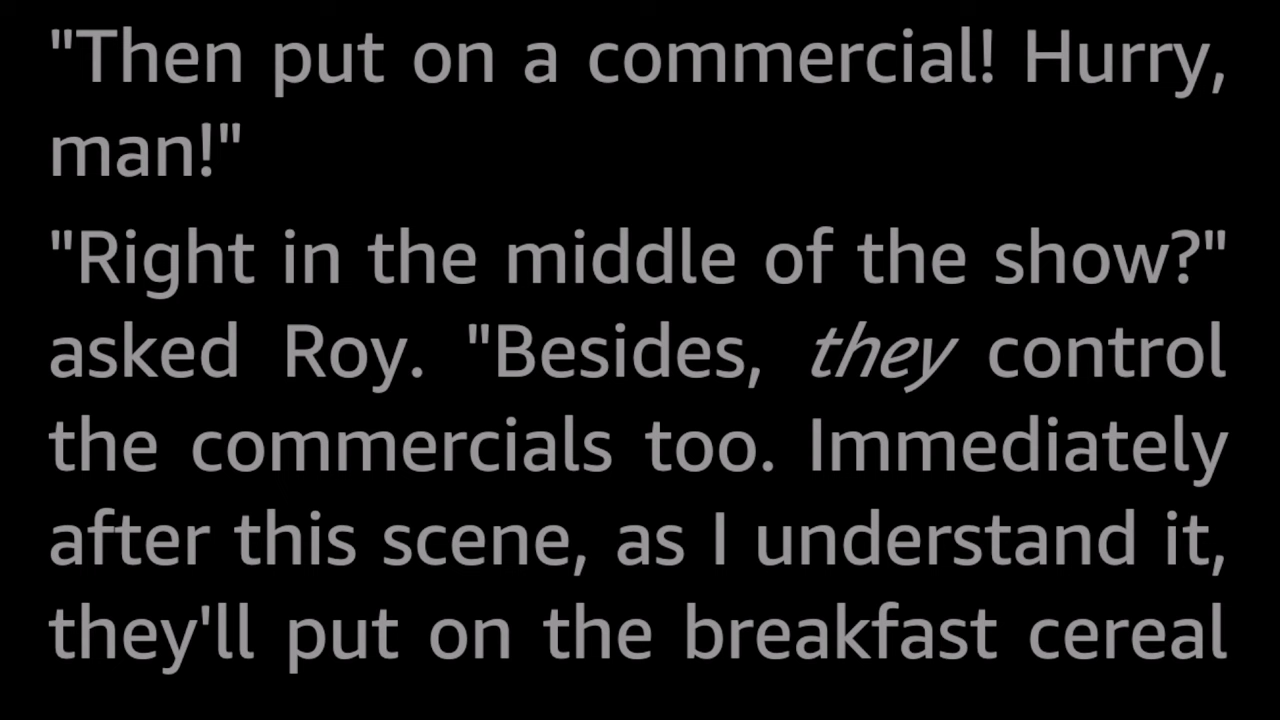 "Then put on a commercial! Hurry,
man!"
"Right in the middle of the show?"
asked Roy. "Besides, they control
the commercials too. Immediately
after this scene, as I understand it,
they'll put on the breakfast cereal